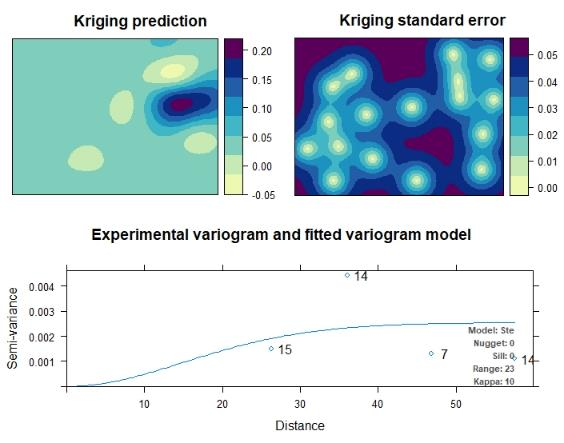 Kriging prediction
0.20
0.15
0.10
0.05
0.00
-0.05
Kriging standard error
0.05
0.04
0.03
0.02
0.01
0.00
Experimental variogram and fitted variogram model
Semi-variance
0.004
0.003
0.002
0.001
14
15
7
14
Model: Ste
Nugget: 0
Sill: 0
Range: 23
Kappa: 10
10 20 30 40 50
Distance